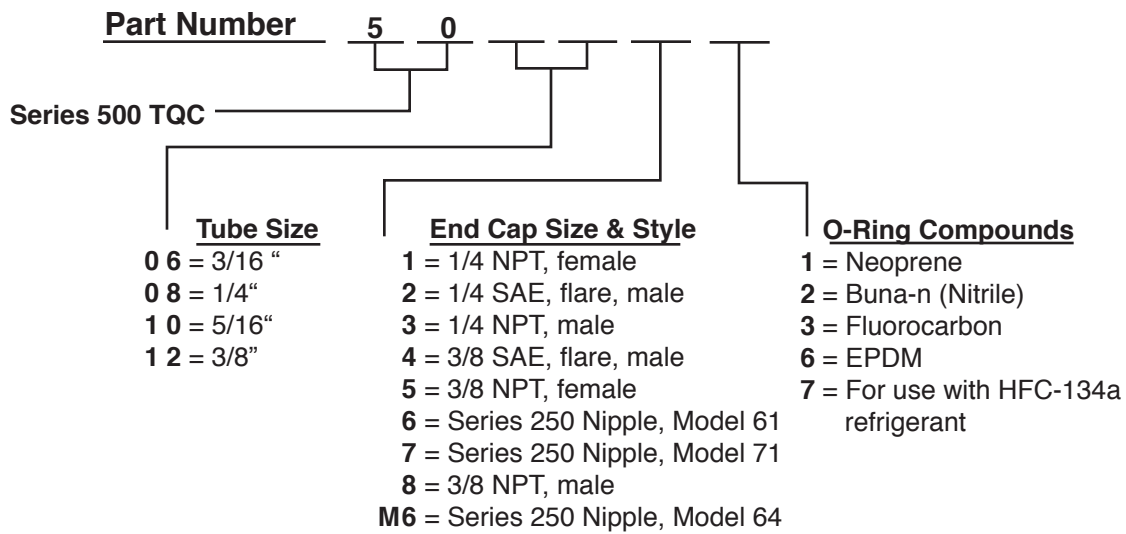 Part Number 5 0
Series 500 TQC
Tube Size
0 6 = 3/16 “
0 8 = 1/4“
1 0 = 5/16“
1 2 = 3/8”
End Cap Size & Style
1 = 1/4 NPT, female
2 = 1/4 SAE, flare, male
3 = 1/4 NPT, male
4 = 3/8 SAE, flare, male
5 = 3/8 NPT, female
6 = Series 250 Nipple, Model 61
7 = Series 250 Nipple, Model 71
8 = 3/8 NPT, male
M6 = Series 250 Nipple, Model 64
O-Ring Compounds
1 = Neoprene
2 = Buna-n (Nitrile)
3 = Fluorocarbon
6 = EPDM
7 = For use with HFC-134a
refrigerant